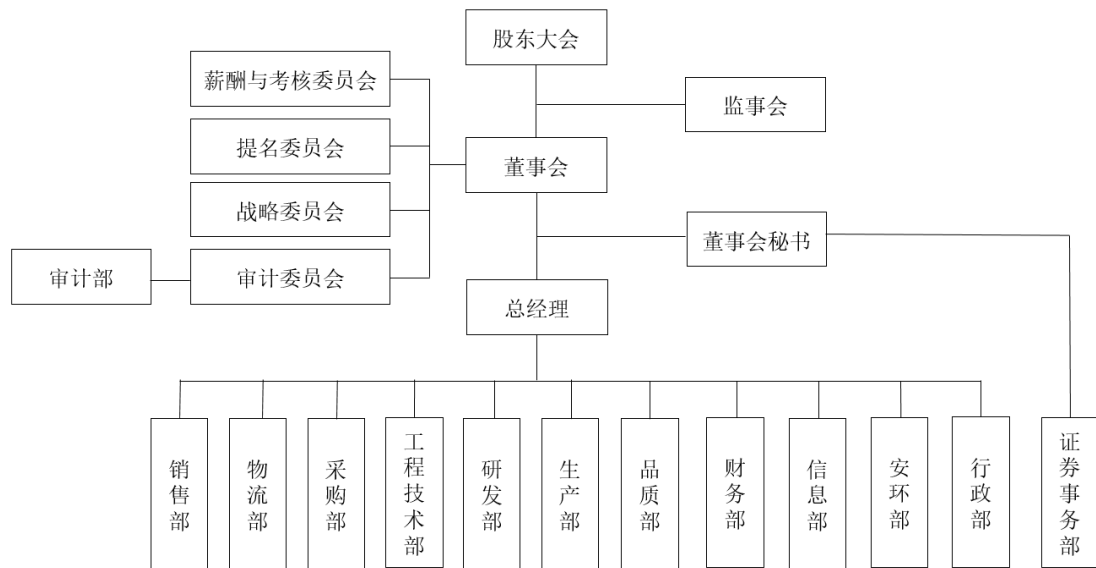 股东大会
薪酬与考核委员会
监事会
提名委员会
董事会
战略委员会
董事会秘书
审计部
审计委员会
总经理
销售部
物流部
采购部
工程技术部
研发部
生产部
品质部
财务部
信息部
安环部
行政部
证券事务部